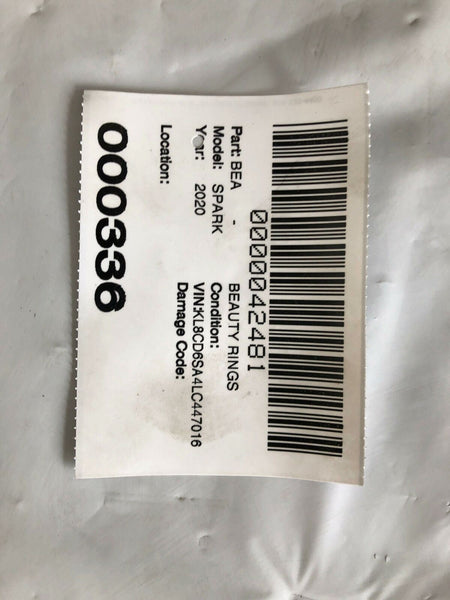 0000042481
Part: BEA - BEAUTY RINGS
Model: SPARK Condition:
Year: 2020 VIN:KL8CD6SA4LC447016
Damage Code:
Location:
000336